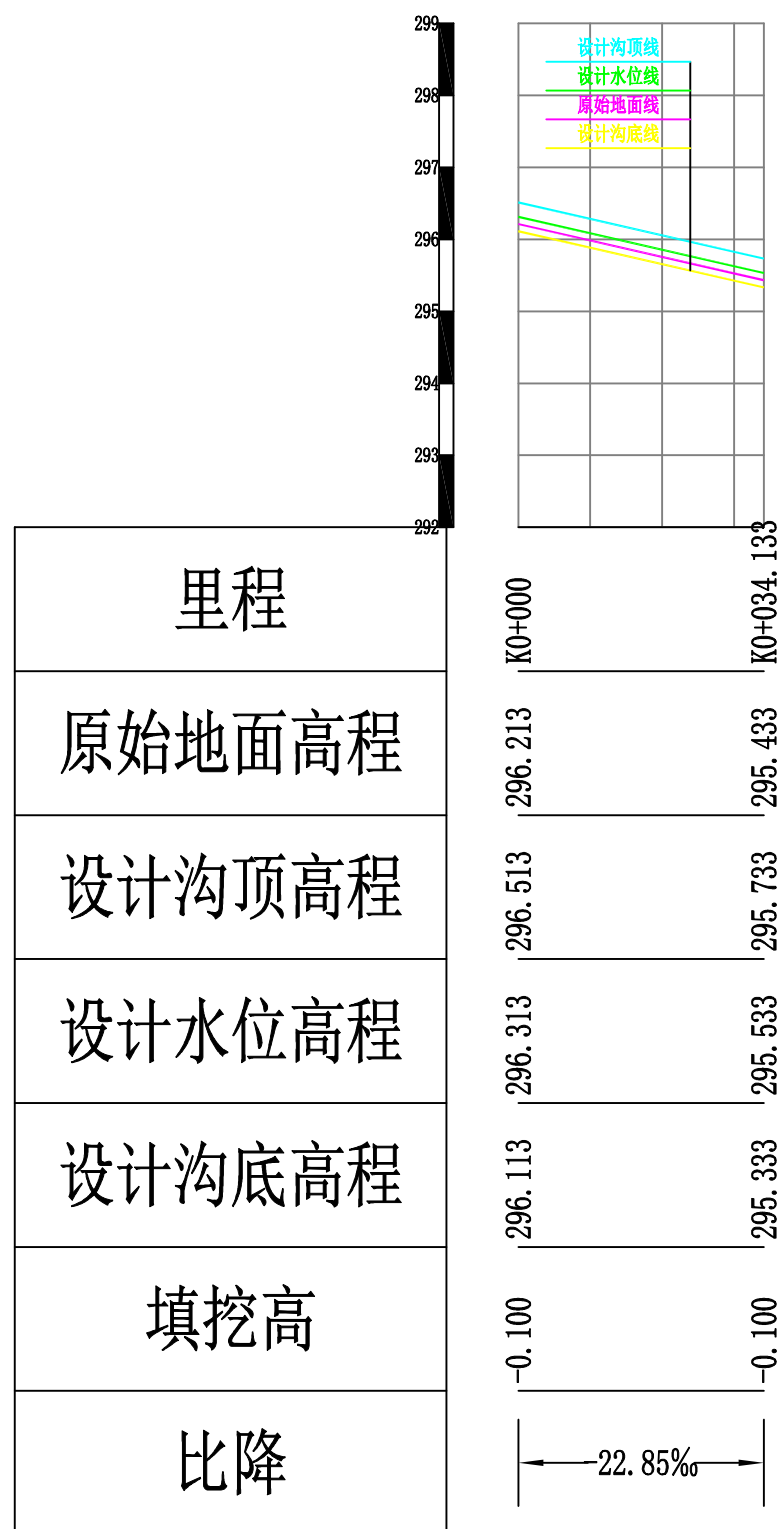 299
设计沟顶线
设计水位线
298
原始地面线
设计沟底线
297
296
295
294
293
292
里程 K0+000 K0+034.133
原始地面高程 296.213 295.433
设计沟顶高程 296.513 295.733
设计水位高程 296.313 295.533
设计沟底高程 296.113 295.333
填挖高 -0.100 -0.100
比降 -22.85‰